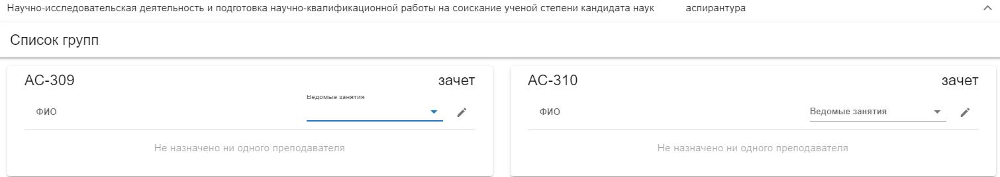 Научно-исследовательская деятельность и подготовка научно-квалификационной работы на соискание ученой степени кандидата наук аспирантура
Список групп
АС-309 зачет
Ведомые занятия
ФИО
Не назначено ни одного преподавателя
АС-310 зачет
ФИО Ведомые занятия
Не назначено ни одного преподавателя